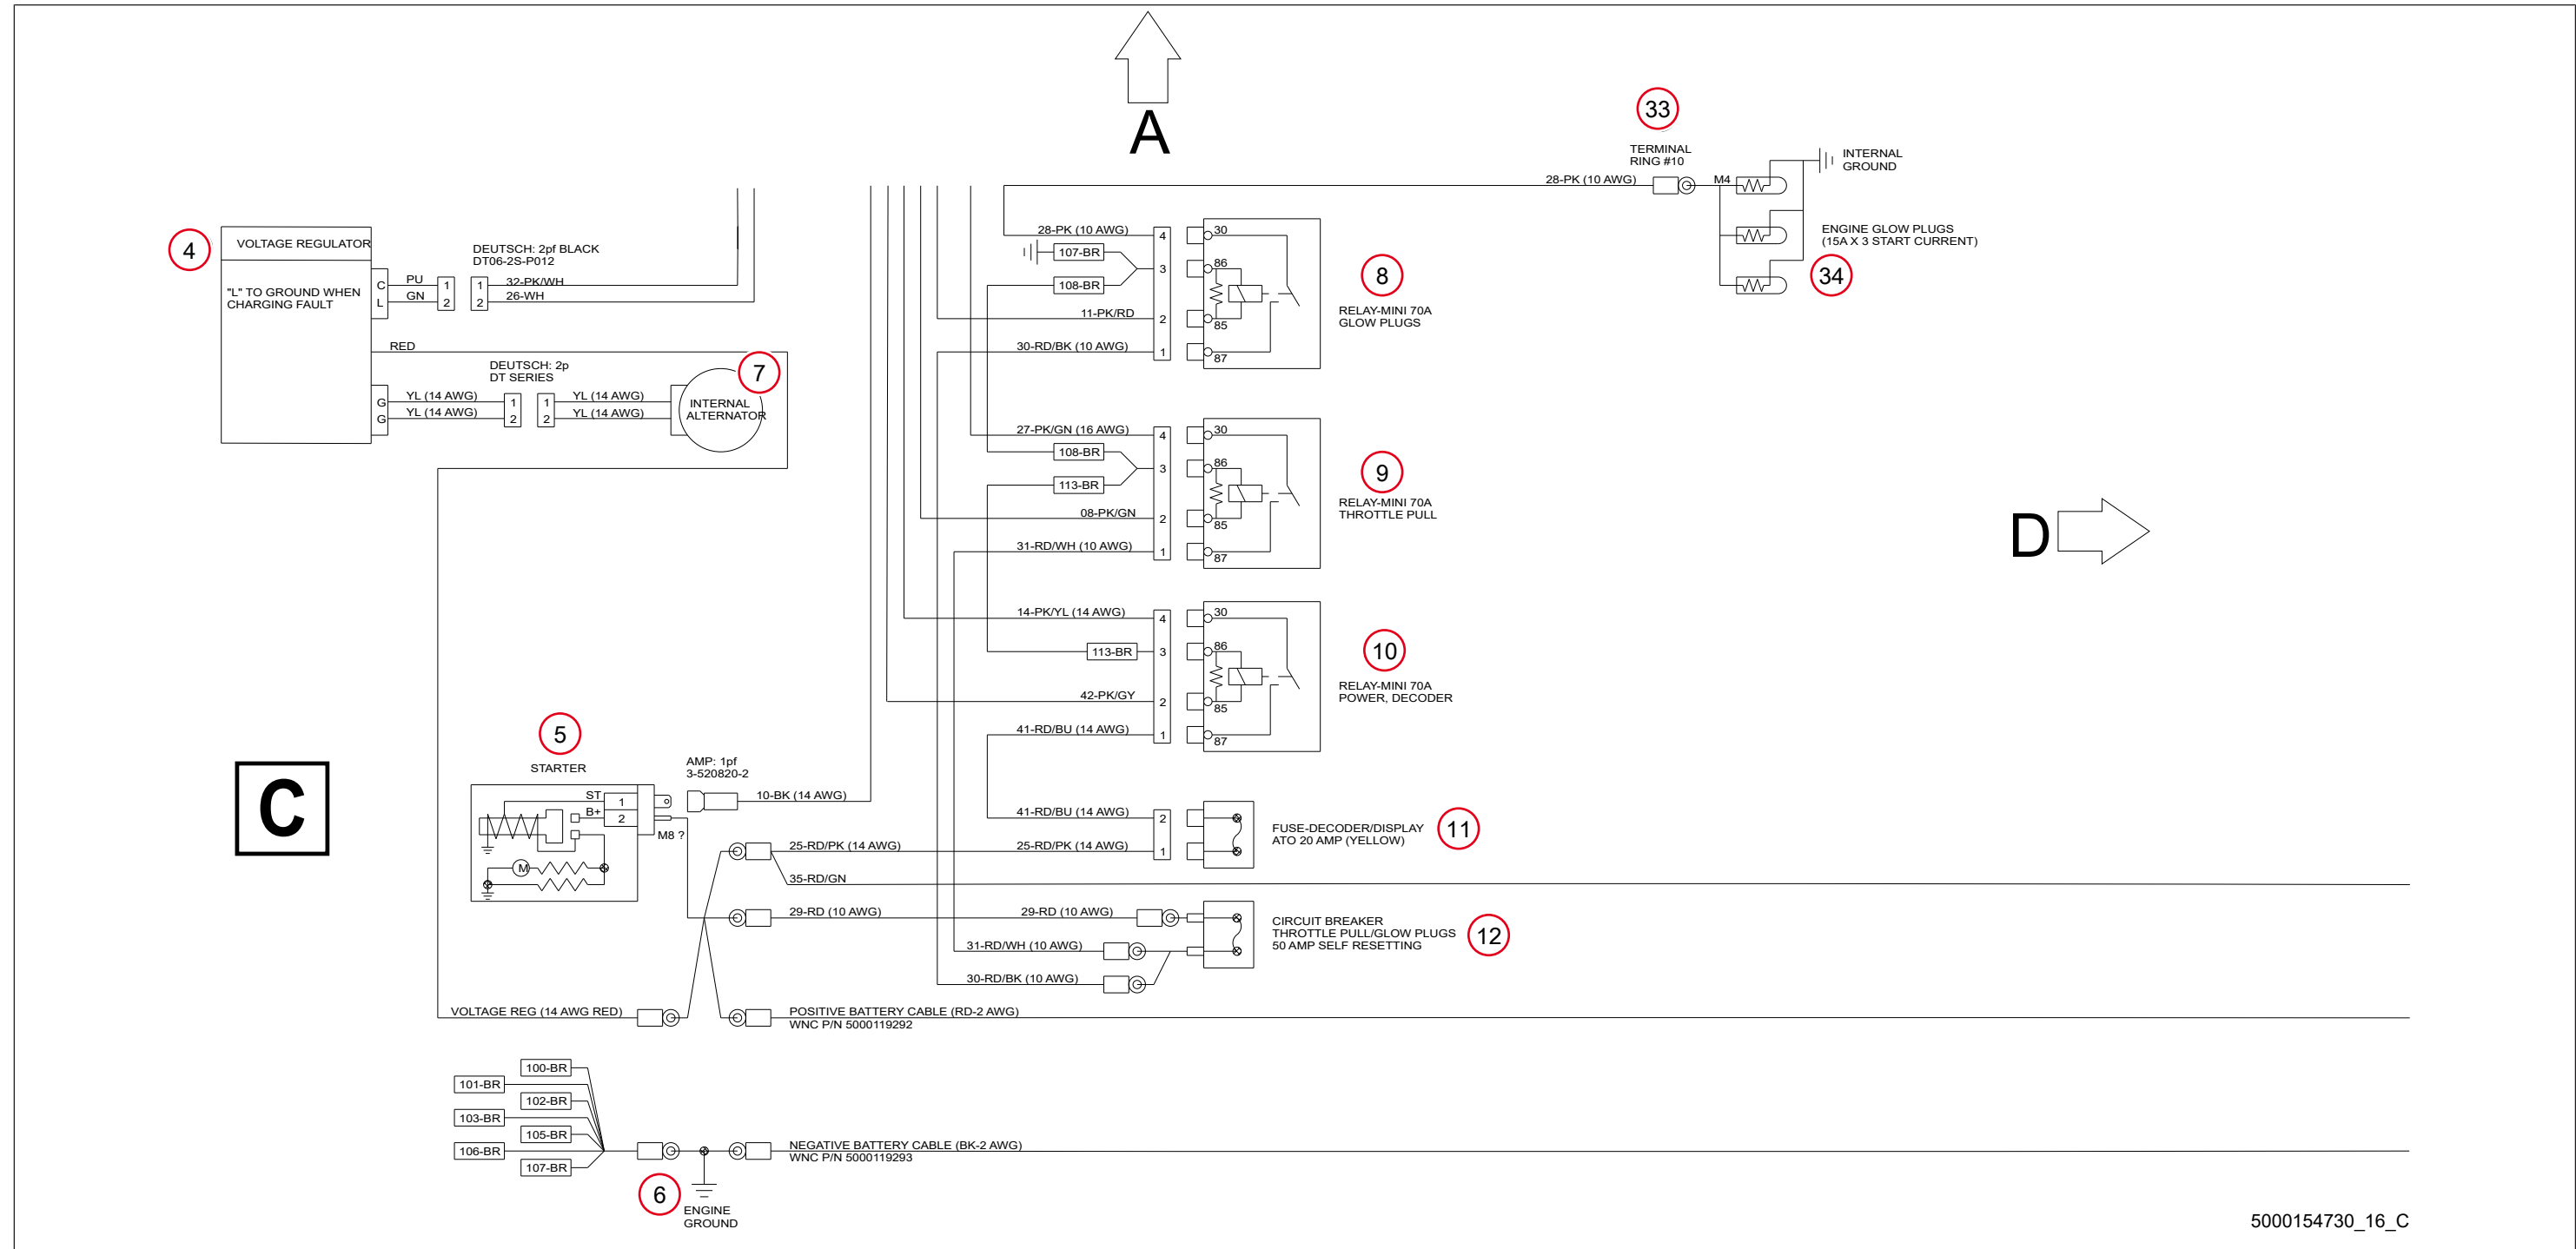 A
33
TERMINAL
RING #10
28-PK (10 AWG)
M4
INTERNAL
GROUND
ENGINE GLOW PLUGS
(15A X 3 START CURRENT)
34
4
VOLTAGE REGULATOR
"L" TO GROUND WHEN
CHARGING FAULT
C
L
PU
GN
1
2
DEUTSCH: 2pf BLACK
DT06-2S-P012
1
2
32-PK/WH
26-WH
RED
DEUTSCH: 2p
DT SERIES
G
G
YL (14 AWG)
YL (14 AWG)
1
2
1
2
YL (14 AWG)
YL (14 AWG)
7
INTERNAL
ALTERNATOR
28-PK (10 AWG)
107-BR
108-BR
11-PK/RD
30-RD/BK (10 AWG)
4
3
2
1
30
86
85
87
8
RELAY-MINI 70A
GLOW PLUGS
27-PK/GN (16 AWG)
108-BR
113-BR
08-PK/GN
31-RD/WH (10 AWG)
4
3
2
1
30
86
85
87
9
RELAY-MINI 70A
THROTTLE PULL
D
14-PK/YL (14 AWG)
113-BR
42-PK/GY
41-RD/BU (14 AWG)
4
3
2
1
30
86
85
87
10
RELAY-MINI 70A
POWER, DECODER
C
5
STARTER
ST
B+
1
2
M8 ?
M
AMP: 1pf
3-520820-2
10-BK (14 AWG)
41-RD/BU (14 AWG)
2
1
25-RD/PK (14 AWG)
25-RD/PK (14 AWG)
35-RD/GN
FUSE-DECODER/DISPLAY
ATO 20 AMP (YELLOW)
11
29-RD (10 AWG)
29-RD (10 AWG)
31-RD/WH (10 AWG)
30-RD/BK (10 AWG)
CIRCUIT BREAKER
THROTTLE PULL/GLOW PLUGS
50 AMP SELF RESETTING
12
VOLTAGE REG (14 AWG RED)
POSITIVE BATTERY CABLE (RD-2 AWG)
WNC P/N 5000119292
100-BR
101-BR
102-BR
103-BR
105-BR
106-BR
107-BR
NEGATIVE BATTERY CABLE (BK-2 AWG)
WNC P/N 5000119293
6
ENGINE
GROUND
5000154730_16_C